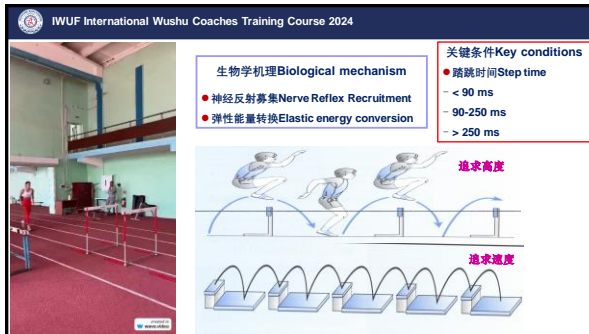 IWUF International Wushu Coaches Training Course 2024
生物学机理Biological mechanism
● 神经反射募集Nerve Reflex Recruitment
● 弹性能量转换Elastic energy conversion
关键条件Key conditions
● 踏跳时间Step time
- < 90 ms
- 90-250 ms
- > 250 ms
追求高度
追求速度
www.video